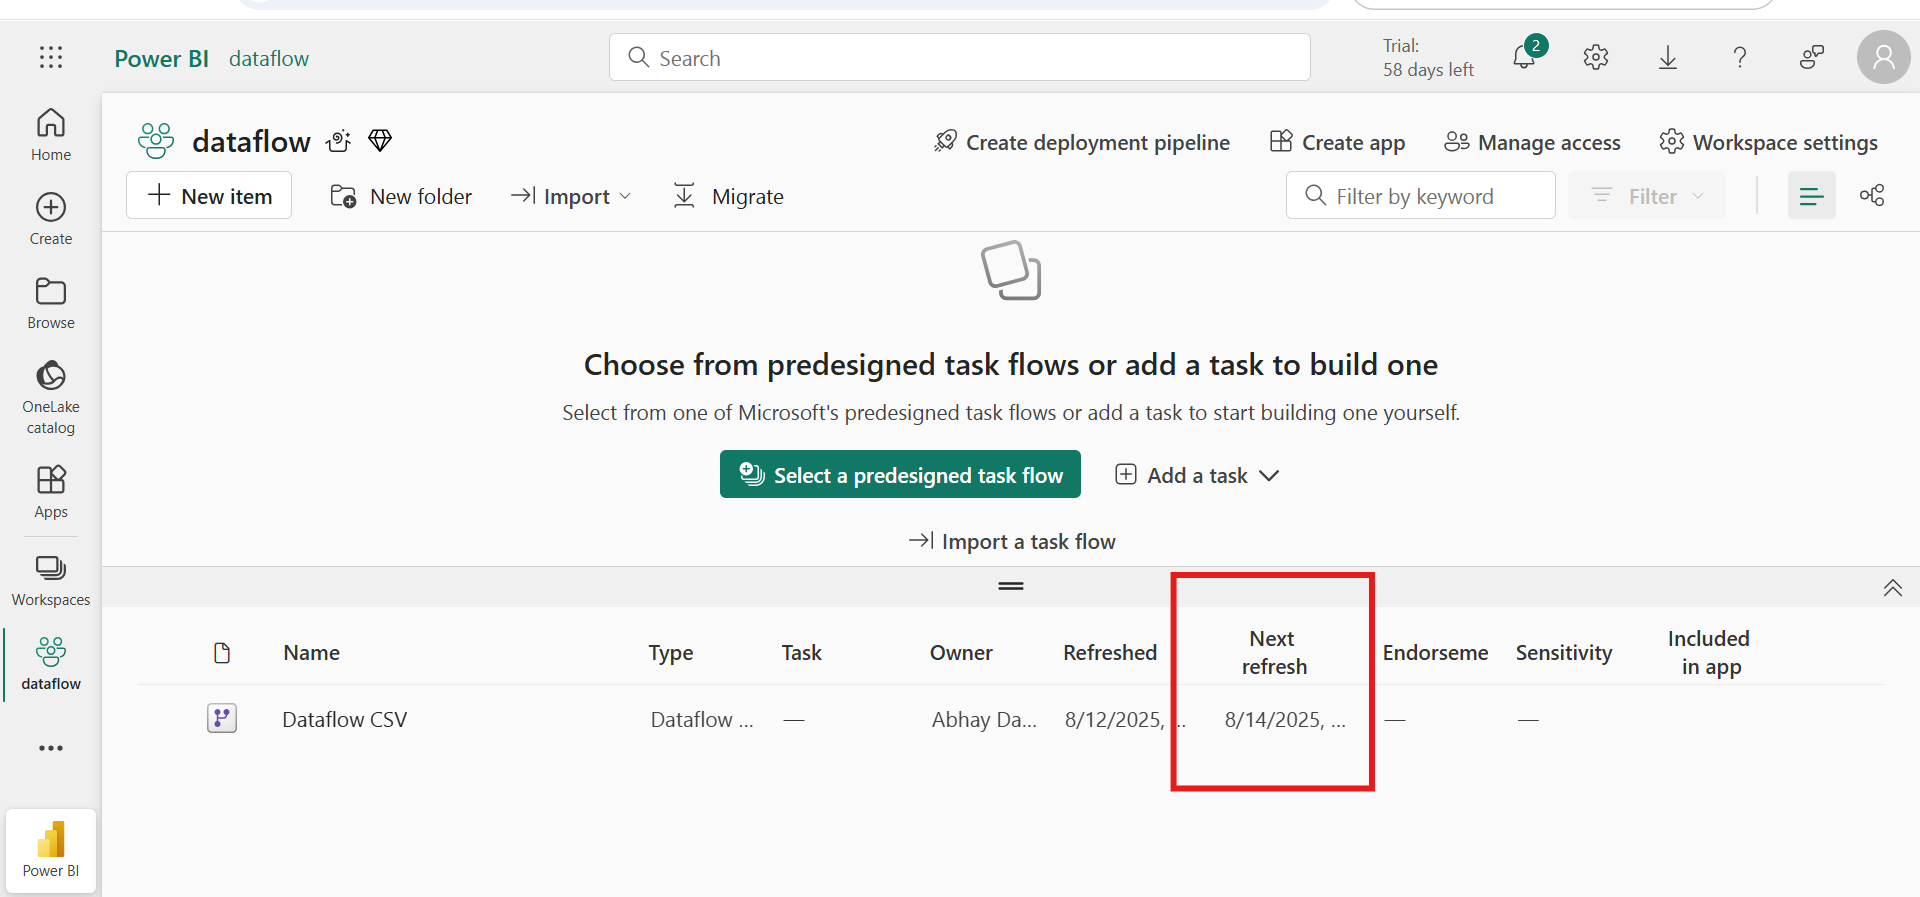 Power BI dataflow
Search
Trial:
58 days left
2
Home
Create
Browse
OneLake
catalog
Apps
Workspaces
dataflow
Power BI
dataflow
Create deployment pipeline
Create app
Manage access
Workspace settings
New item
New folder
Import
Migrate
Filter by keyword
Filter
Choose from predesigned task flows or add a task to build one
Select from one of Microsoft's predesigned task flows or add a task to start building one yourself.
Select a predesigned task flow
Add a task
Import a task flow
Name
Type
Task
Owner
Refreshed
Next
refresh
Endorseme
Sensitivity
Included
in app
Dataflow CSV
Dataflow ...
—
Abhay Da...
8/12/2025, ...
8/14/2025, ...
—
—